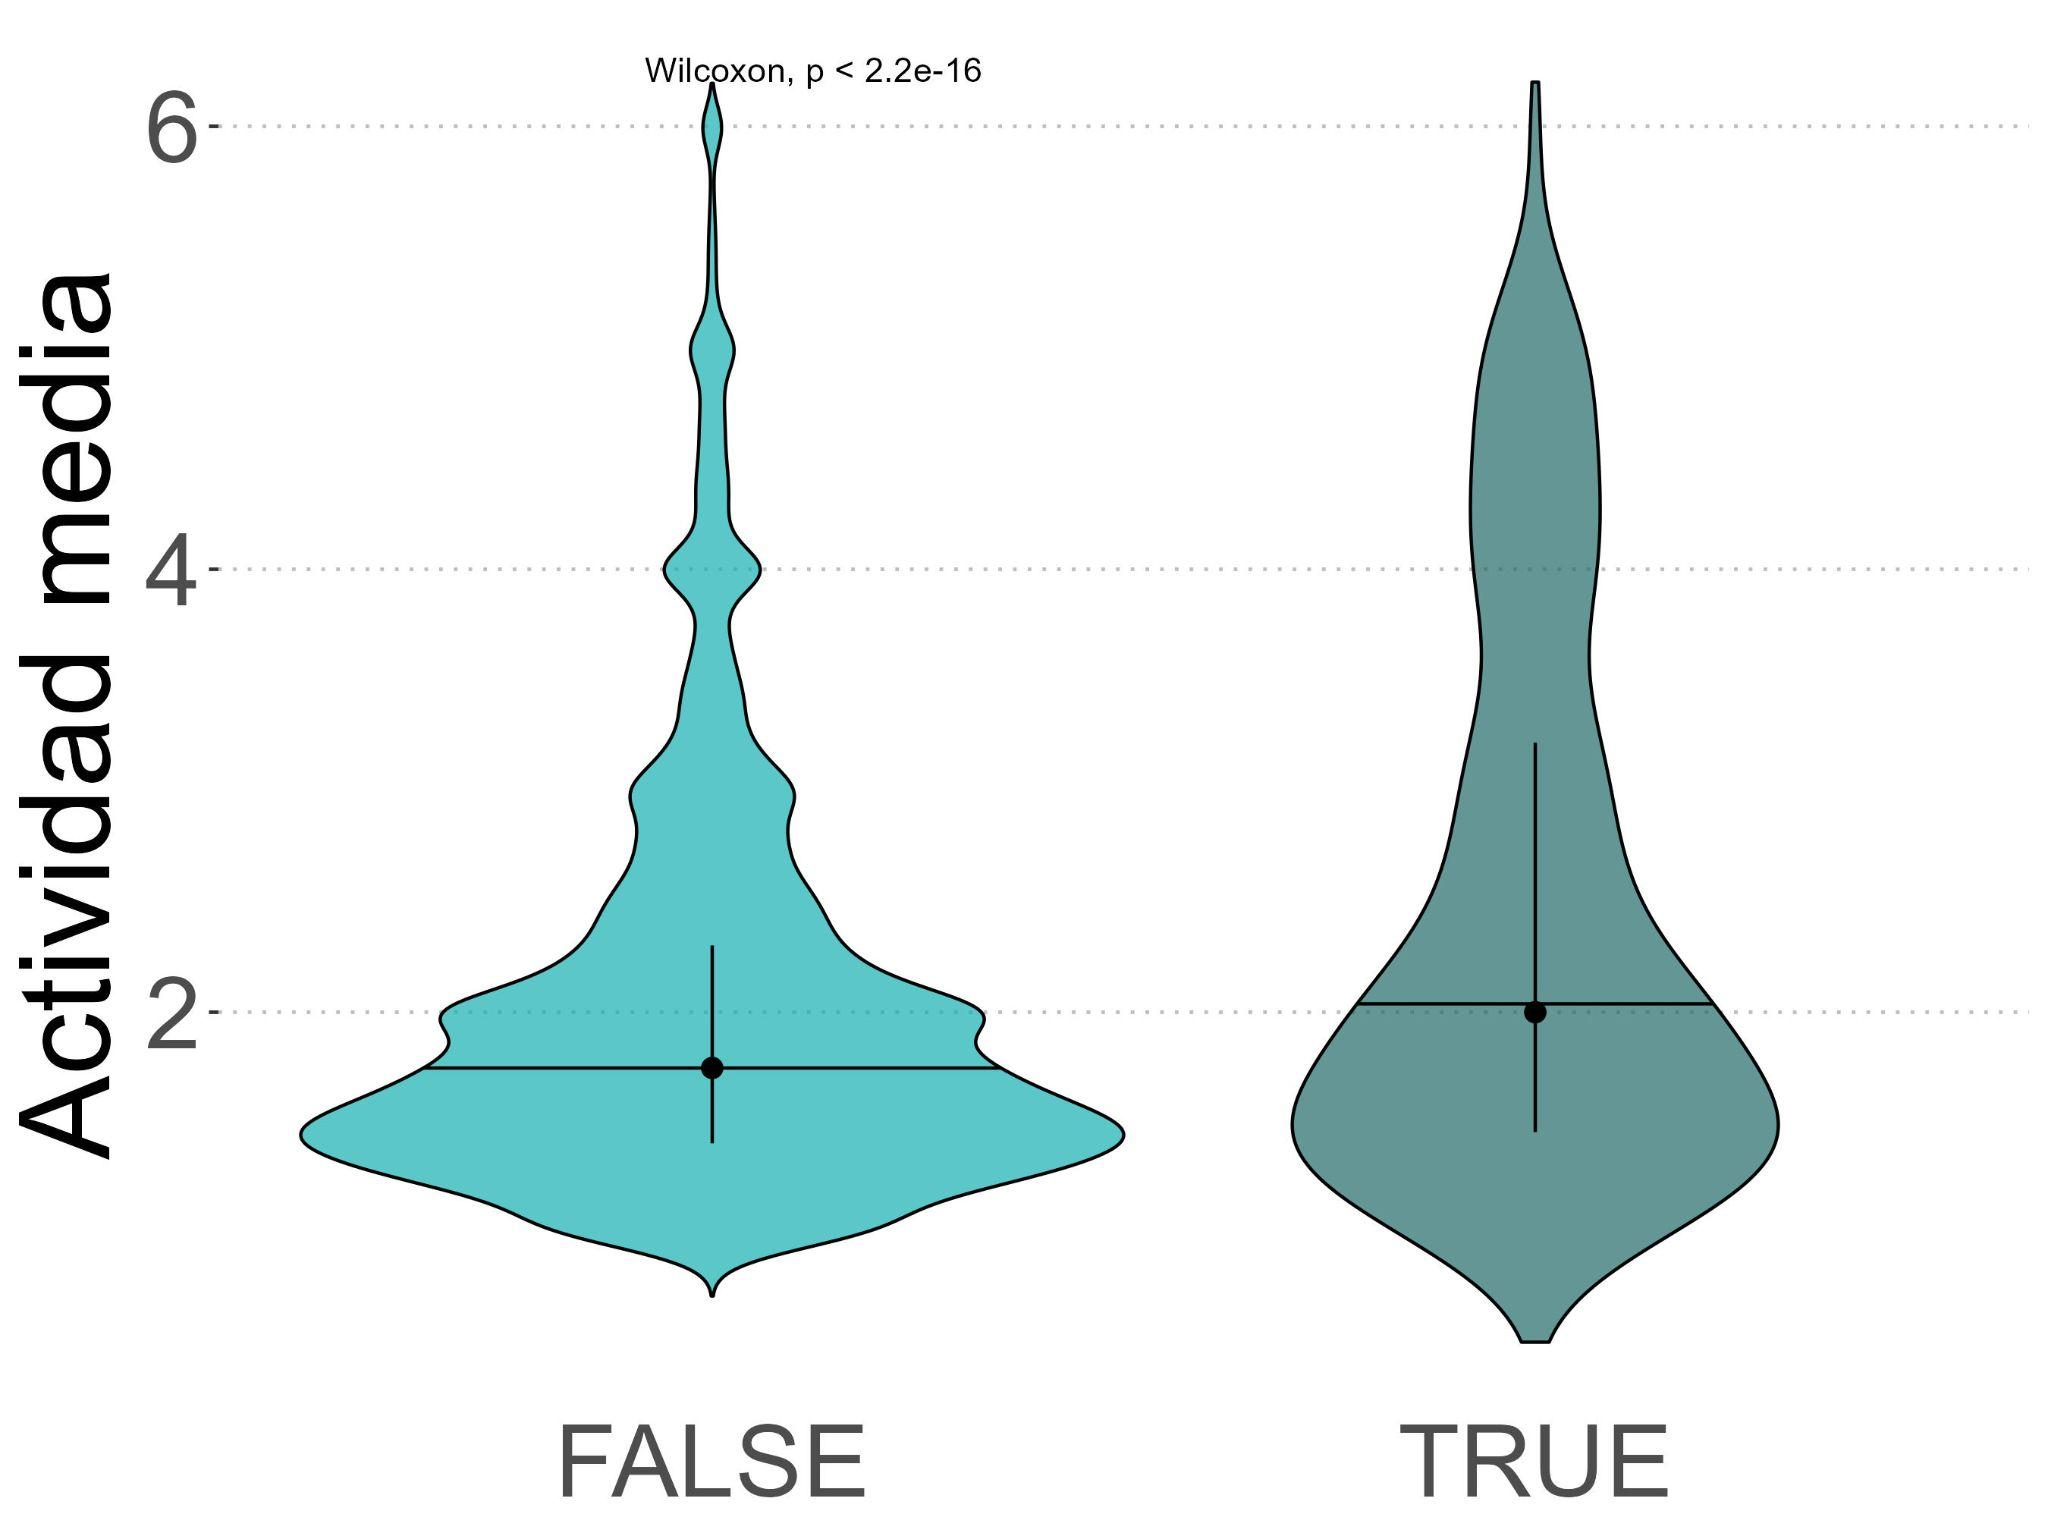 Wilcoxon, p < 2.2e-16
Actividad media
6
4
2
FALSE
TRUE